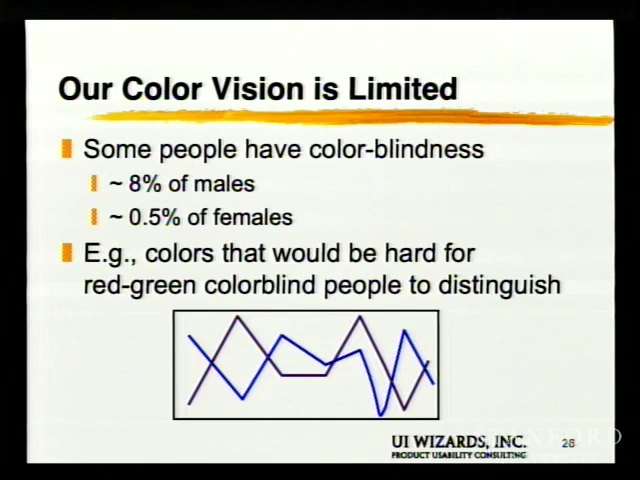 Our Color Vision is Limited
Some people have color-blindness
~ 8% of males
~ 0.5% of females
E.g., colors that would be hard for
red-green colorblind people to distinguish
UI WIZARDS, INC.
PRODUCT USABILITY CONSULTING
26